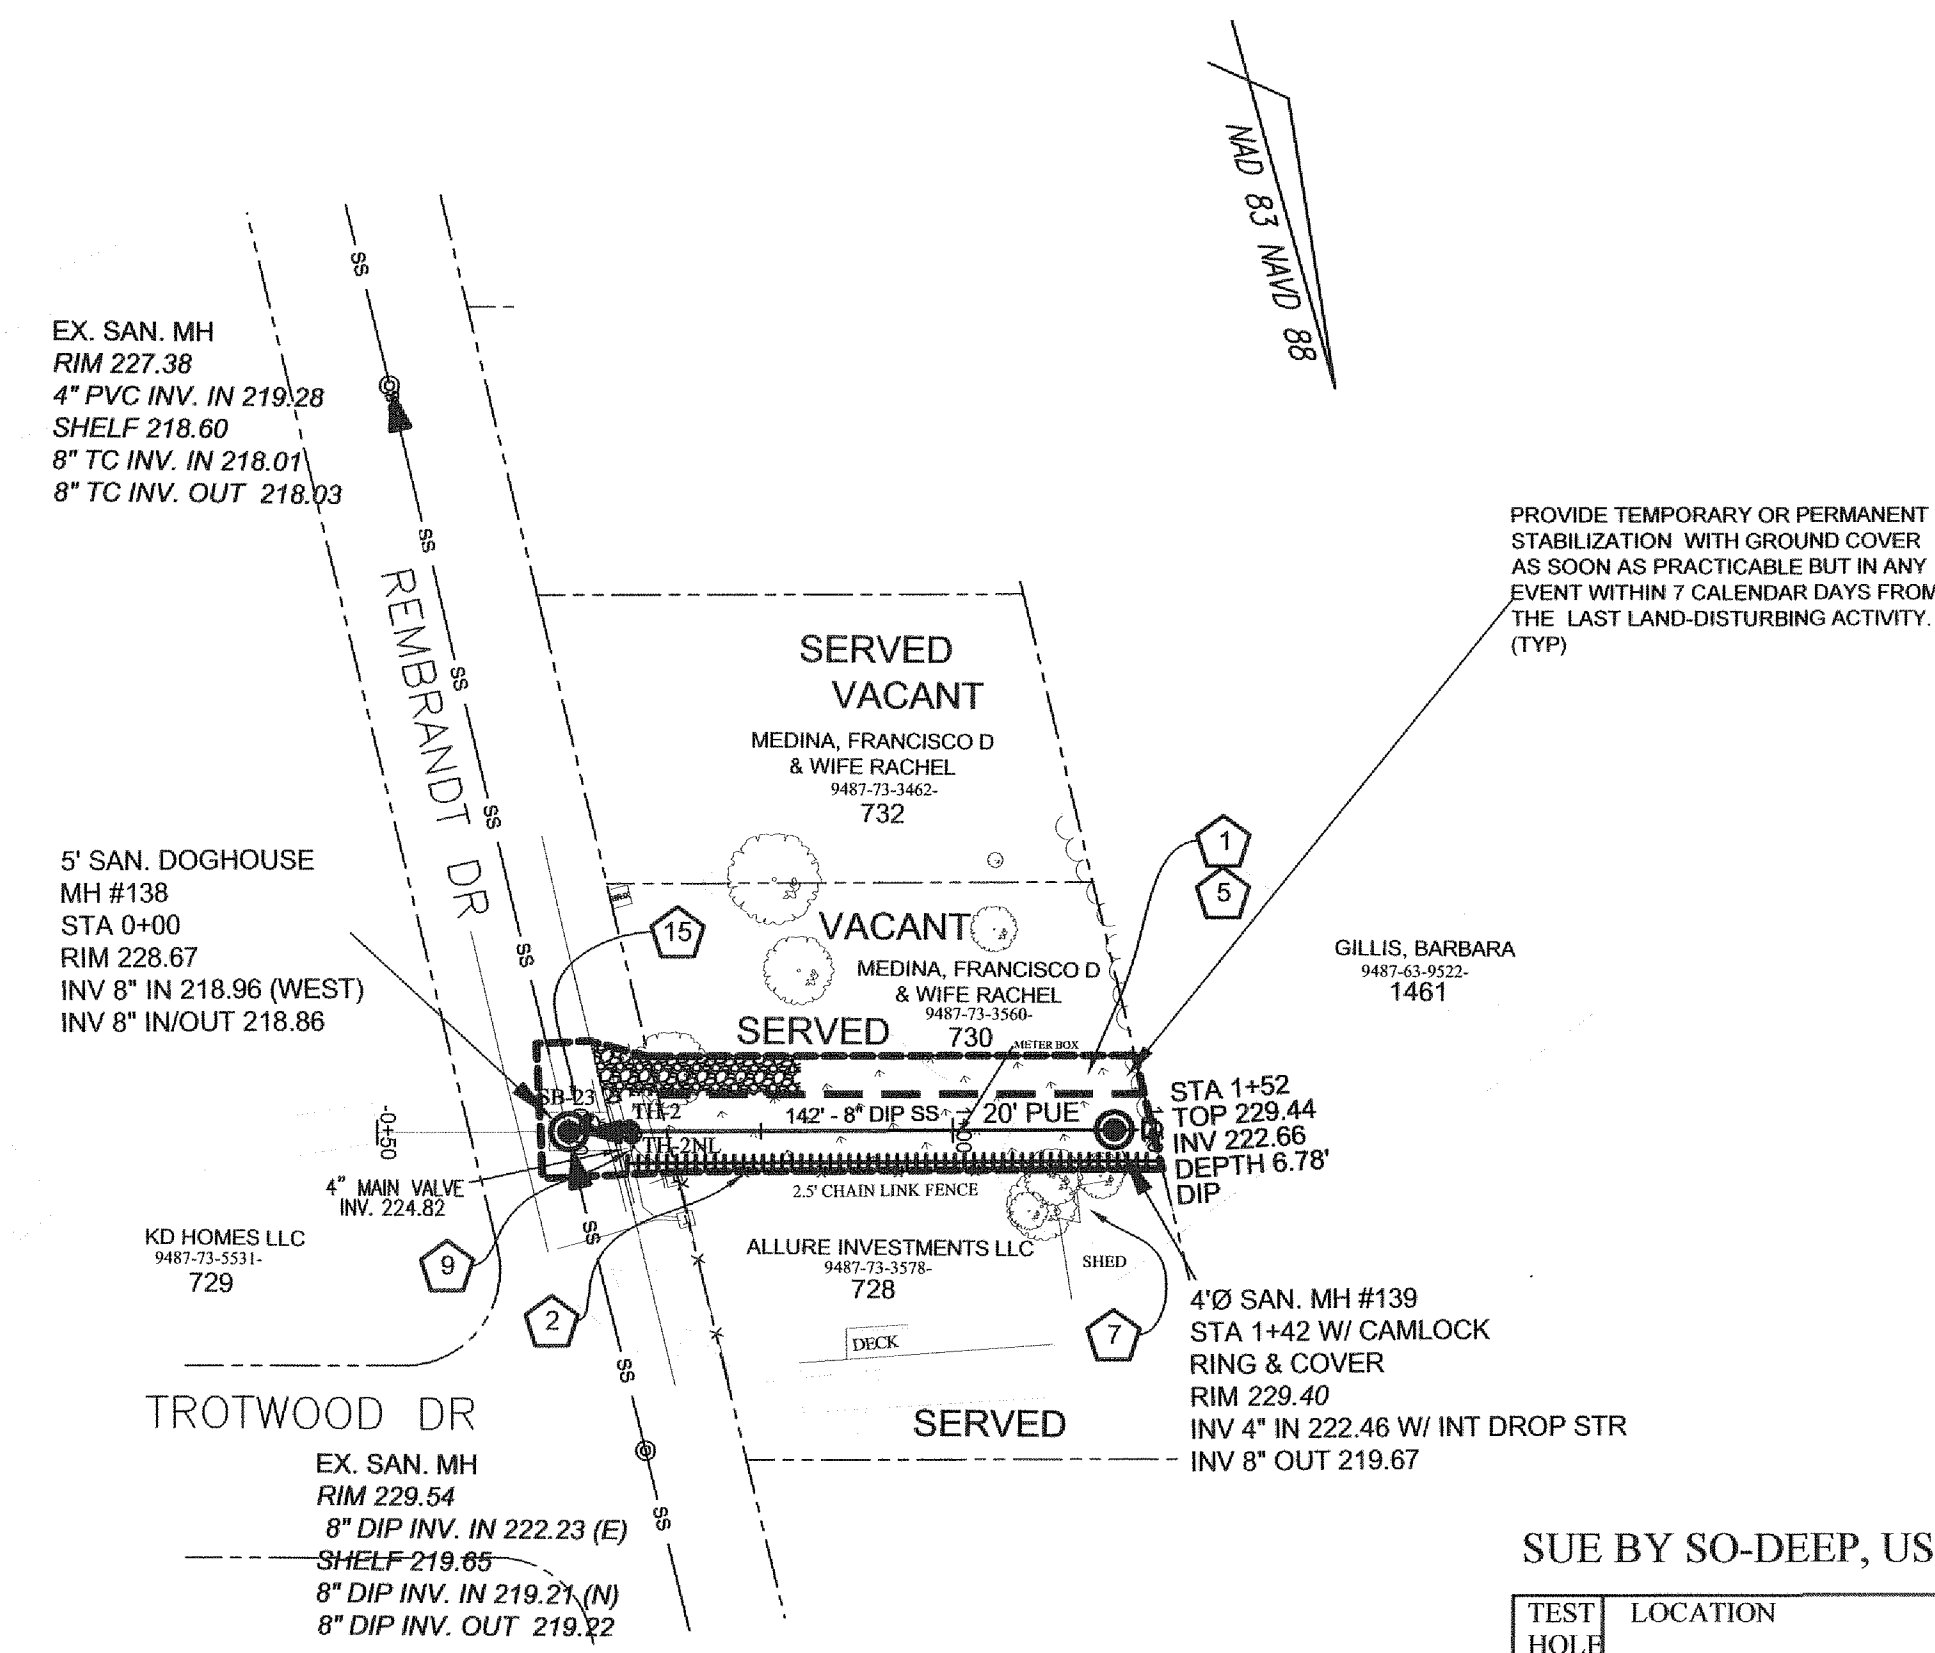 NAD 83 NAVD 88
EX. SAN. MH
RIM 227.38
4" PVC INV. IN 219.28
SHELF 218.60
8" TC INV. IN 218.01
8" TC INV. OUT 218.03
SS
SS
SS
SS
SS
REMBRANDT DR
PROVIDE TEMPORARY OR PERMANENT
STABILIZATION WITH GROUND COVER
AS SOON AS PRACTICABLE BUT IN ANY
EVENT WITHIN 7 CALENDAR DAYS FROM
THE LAST LAND-DISTURBING ACTIVITY.
(TYP)
SERVED
VACANT
MEDINA, FRANCISCO D
& WIFE RACHEL
9487-73-3462-
732
5' SAN. DOGHOUSE
MH #138
STA 0+00
RIM 228.67
INV 8" IN 218.96 (WEST)
INV 8" IN/OUT 218.86
1
5
15
VACANT
MEDINA, FRANCISCO D
& WIFE RACHEL
9487-73-3560-
730
SERVED
METER BOX
GILLIS, BARBARA
9487-63-9522-
1461
SB-23
TH-2
142' - 8" DIP SS
20' PUE
TH-2NL
-0+50
STA 1+52
TOP 229.44
INV 222.66
DEPTH 6.78'
DIP
4" MAIN VALVE
INV. 224.82
2.5' CHAIN LINK FENCE
KD HOMES LLC
9487-73-5531-
729
9
2
SS
SS
SS
ALLURE INVESTMENTS LLC
9487-73-3578-
728
SHED
7
DECK
4'Ø SAN. MH #139
STA 1+42 W/ CAMLOCK
RING & COVER
RIM 229.40
INV 4" IN 222.46 W/ INT DROP STR
INV 8" OUT 219.67
TROTWOOD DR
SERVED
EX. SAN. MH
RIM 229.54
8" DIP INV. IN 222.23 (E)
SHELF 219.65
8" DIP INV. IN 219.21 (N)
8" DIP INV. OUT 219.22
SUE BY SO-DEEP, US
TEST LOCATION
HOLE